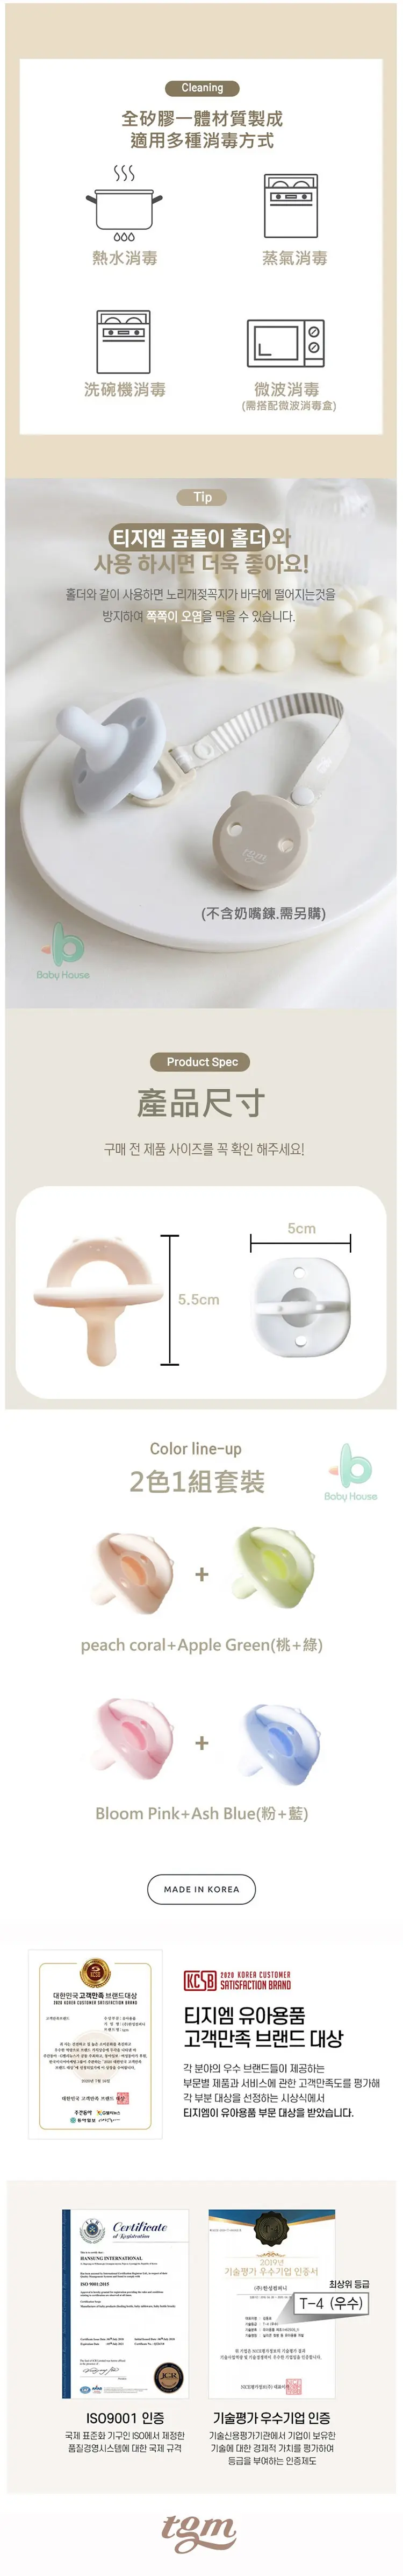 Cleaning
全矽膠一體材質製成
適用多種消毒方式
熱水消毒
蒸氣消毒
洗碗機消毒
微波消毒
(需搭配微波消毒盒)
Tip
티지엠 곰돌이 홀더와
사용 하시면 더욱 좋아요!
홀더와 같이 사용하면 노리개젖꼭지가 바닥에 떨어지는것을
방지하여 쪽쪽이 오염을 막을 수 있습니다.
tgm
(不含奶嘴鍊.需另購)
Baby House
Product Spec
產品尺寸
구매 전 제품 사이즈를 꼭 확인 해주세요!
5cm
5.5cm
Color line-up
2色1組套裝
Baby House
peach coral+Apple Green(桃+綠)
Bloom Pink+Ash Blue(粉+藍)
MADE IN KOREA
대한민국 고객만족 브랜드대상
2020 KOREA CUSTOMER SATISFACTION BRAND
KCSB 2020 KOREA CUSTOMER
SATISFACTION BRAND
티지엠 유아용품
고객만족 브랜드 대상
각 분야의 우수 브랜드들이 제공하는
부문별 제품과 서비스에 관한 고객만족도를 평가해
각 부분 대상을 선정하는 시상식에서
티지엠이 유아용품 부문 대상을 받았습니다.
Certificate
of Registration
HANSUNG INTERNATIONAL
ISO 9001:2015
2019년
기술평가 우수기업 인증서
최상위 등급
T-4 (우수)
ISO9001 인증
국제 표준화 기구인 ISO에서 제정한
품질경영시스템에 대한 국제 규격
기술평가 우수기업 인증
기술신용평가기관에서 기업이 보유한
기술에 대한 경제적 가치를 평가하여
등급을 부여하는 인증제도
tgm